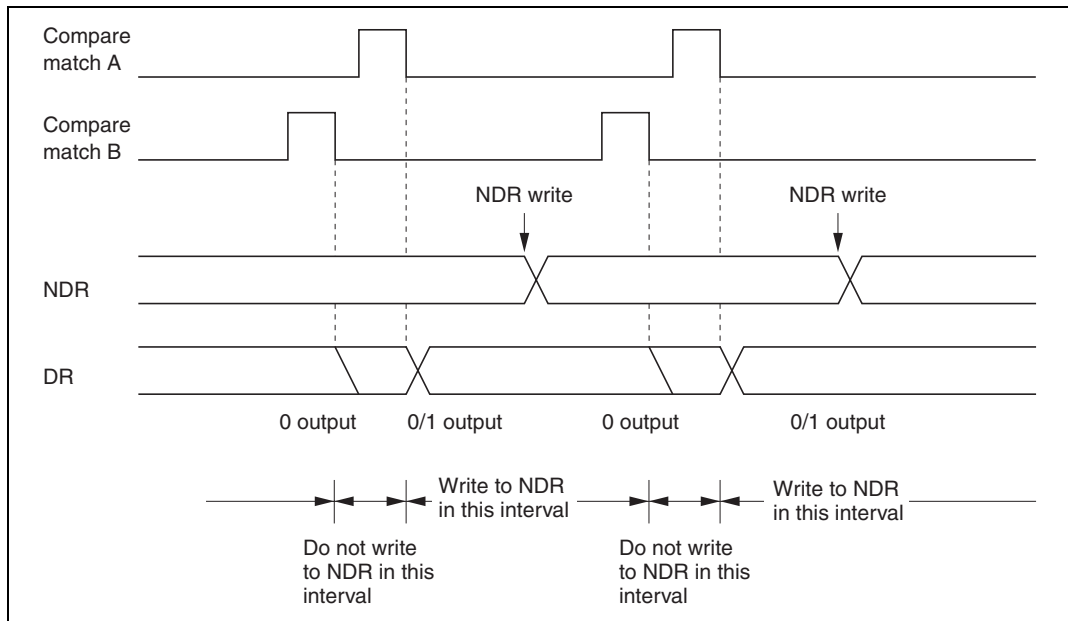 Compare
match A
Compare
match B
NDR write
NDR write
NDR
DR
0 output
0/1 output
0 output
0/1 output
Write to NDR
in this interval
Write to NDR
in this interval
Do not write
to NDR in this
interval
Do not write
to NDR in this
interval